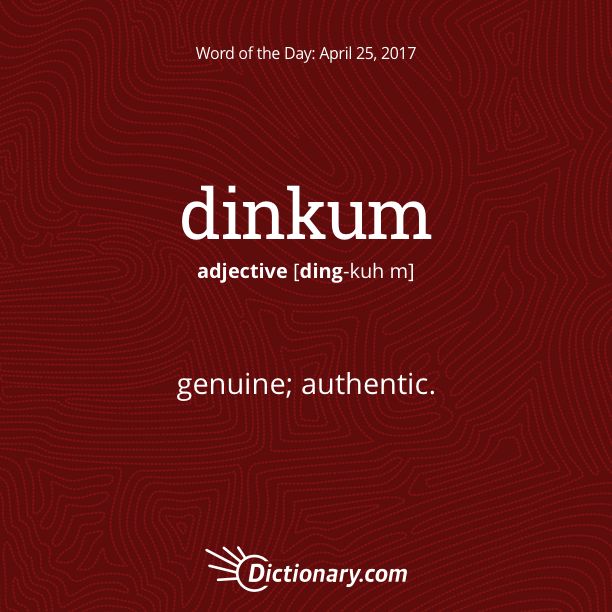 Word of the Day: April 25, 2017
dinkum
adjective [ding-kuh m]
genuine; authentic.
Dictionary.com